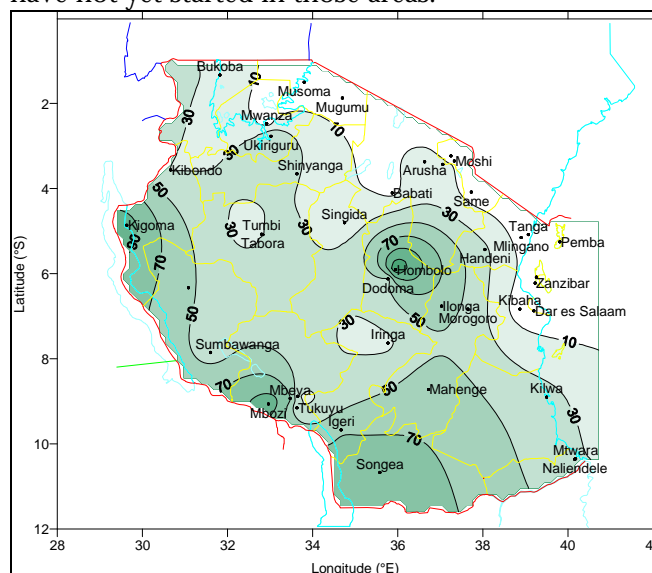 have not yet started in those areas.
Bukoba
Musoma
Mugumu
10
2
30
Mwanza
10
Ukiriguru
30
Moshi
Kibondo
Shinyanga
Arusha
4
50
30
Babati
Same
30
Singida
Kigoma
Tumbi
Tabora
30
70
Tanga
Mlingano
Pemba
Handeni
Latitude (°S)
6
70
Hombolo
Dodoma
Zanzibar
50
Ilonga
Kibaha
50
Morogoro
Dar es Salaam
30
Iringa
10
8
Sumbawanga
70
Mbeya
50
Mahenge
Kilwa
Mbozi
Tukuyu
30
Igeri
10
70
Mtwara
Songea
Naliendele
12
28
30
32
34
36
38
40
Longitude (°E)